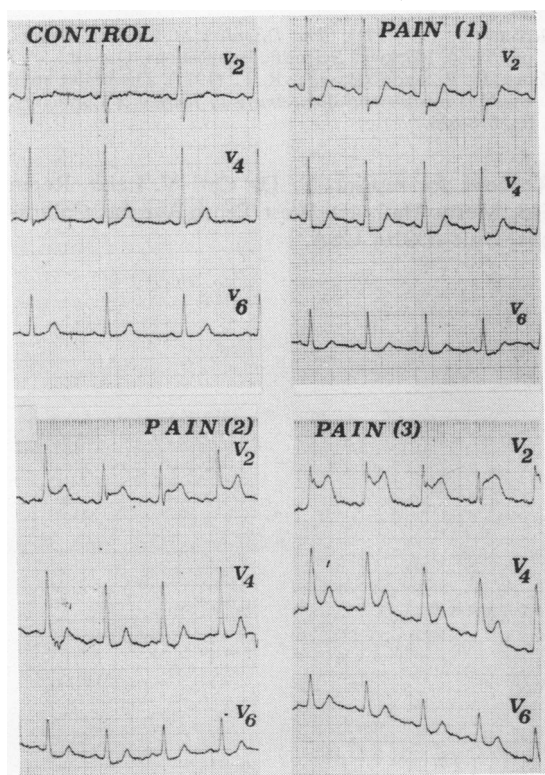 CONTROL
V2
V4
V6
PAIN (1)
V2
V4
V6
PAIN (2)
V2
V4
V6
PAIN (3)
V2
V4
V6